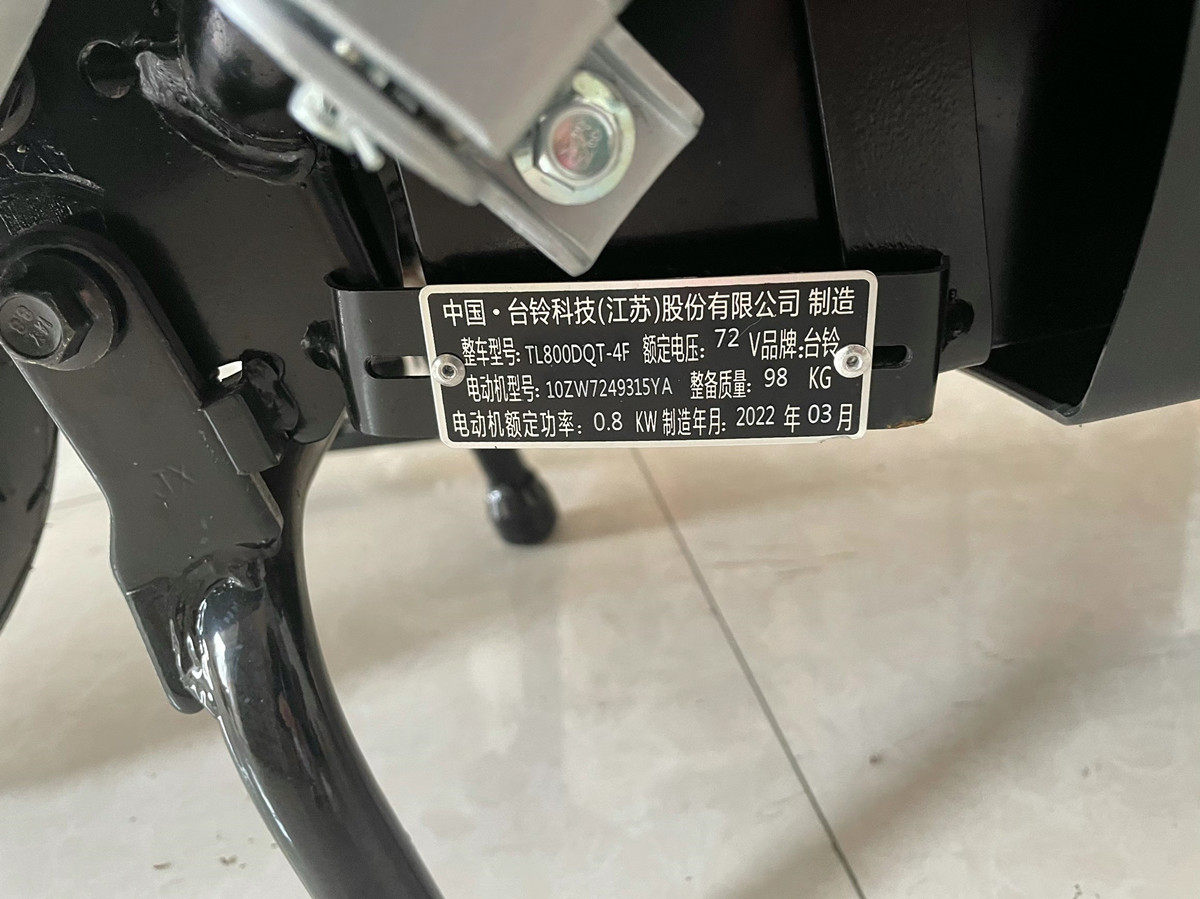 中国·台铃科技(江苏)股份有限公司 制造
整车型号: TL800DQT-4F 额定电压: 72 V品牌:台铃
电动机型号: 10ZW7249315YA 整备质量: 98 KG
电动机额定功率: 0.8 KW 制造年月: 2022 年 03 月
JX
8.8